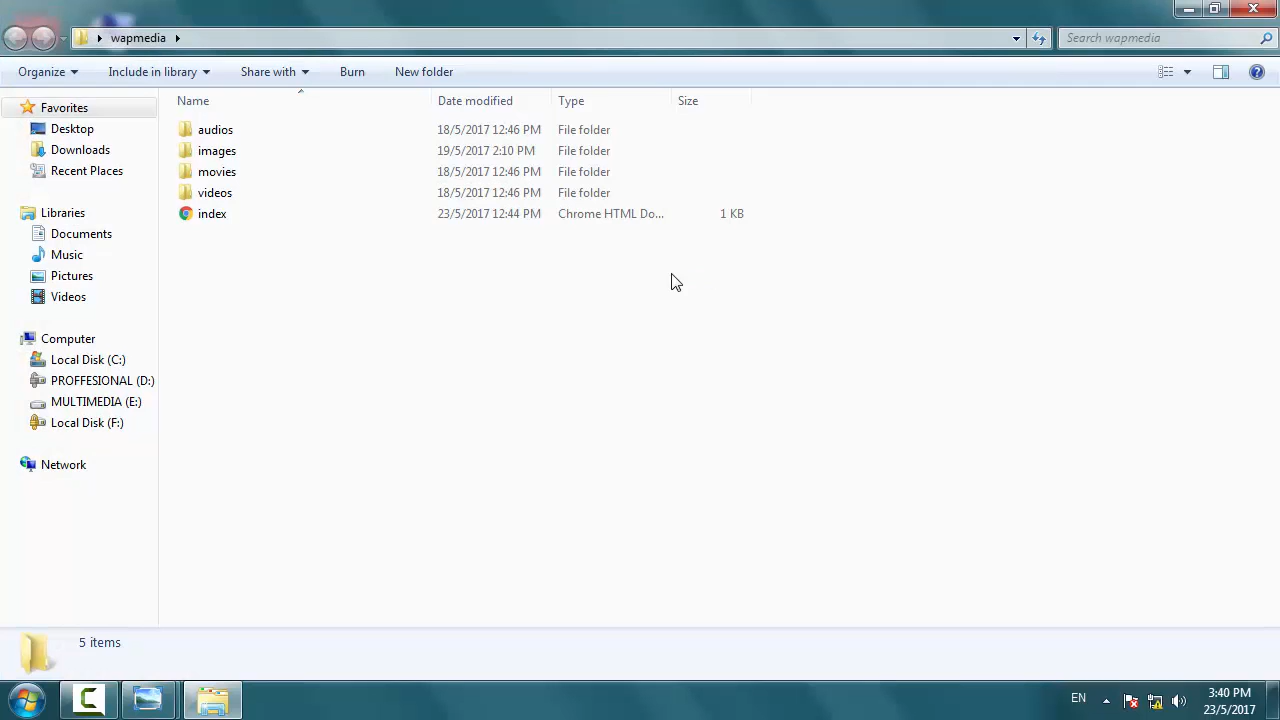 wapmedia
Search wapmedia
Organize Include in library Share with Burn New folder
Name Date modified Type Size
Favorites
Desktop
Downloads
Recent Places
Libraries
Documents
Music
Pictures
Videos
Computer
Local Disk (C:)
PROFFESIONAL (D:)
MULTIMEDIA (E:)
Local Disk (F:)
Network
audios 18/5/2017 12:46 PM File folder
images 19/5/2017 2:10 PM File folder
movies 18/5/2017 12:46 PM File folder
videos 18/5/2017 12:46 PM File folder
index 23/5/2017 12:44 PM Chrome HTML Do... 1 KB
5 items
EN
3:40 PM
23/5/2017